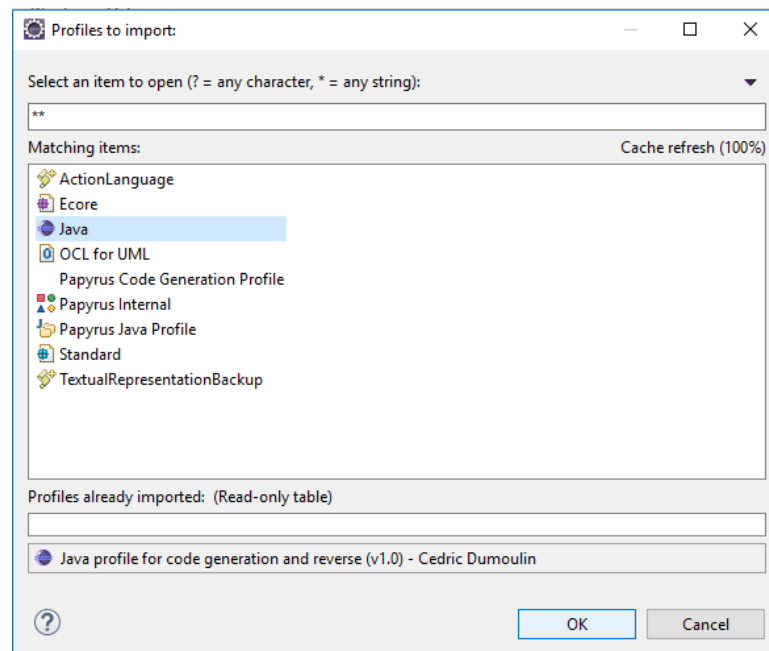 Profiles to import:
Select an item to open (? = any character, * = any string):
**
Matching items: Cache refresh (100%)
ActionLanguage
Ecore
Java
OCL for UML
Papyrus Code Generation Profile
Papyrus Internal
Papyrus Java Profile
Standard
TextualRepresentationBackup
Profiles already imported: (Read-only table)
Java profile for code generation and reverse (v1.0) - Cedric Dumoulin
OK Cancel